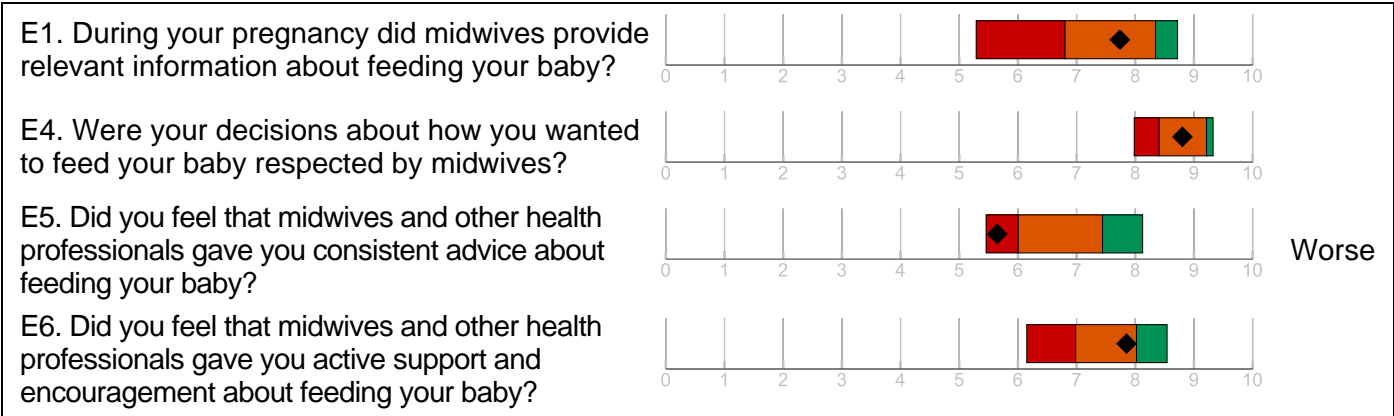 E1. During your pregnancy did midwives provide
relevant information about feeding your baby?
0 1 2 3 4 5 6 7 8 9 10
E4. Were your decisions about how you wanted
to feed your baby respected by midwives?
0 1 2 3 4 5 6 7 8 9 10
E5. Did you feel that midwives and other health
professionals gave you consistent advice about
feeding your baby?
0 1 2 3 4 5 6 7 8 9 10
Worse
E6. Did you feel that midwives and other health
professionals gave you active support and
encouragement about feeding your baby?
0 1 2 3 4 5 6 7 8 9 10